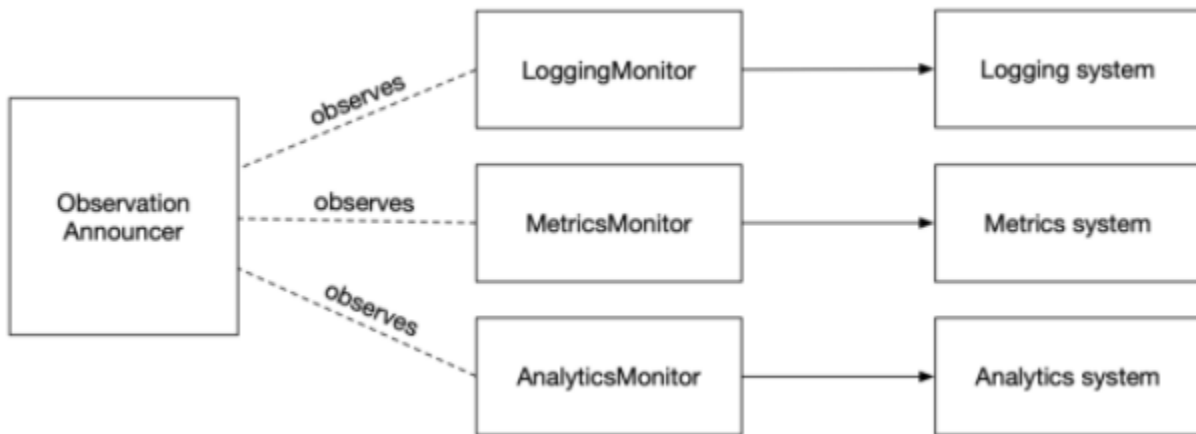 Observation
Announcer
observes
LoggingMonitor
Logging system
observes
MetricsMonitor
Metrics system
observes
AnalyticsMonitor
Analytics system